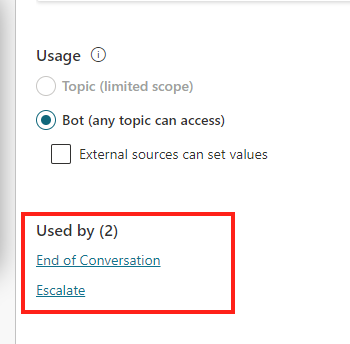 Usage
Topic (limited scope)
Bot (any topic can access)
External sources can set values
Used by (2)
End of Conversation
Escalate